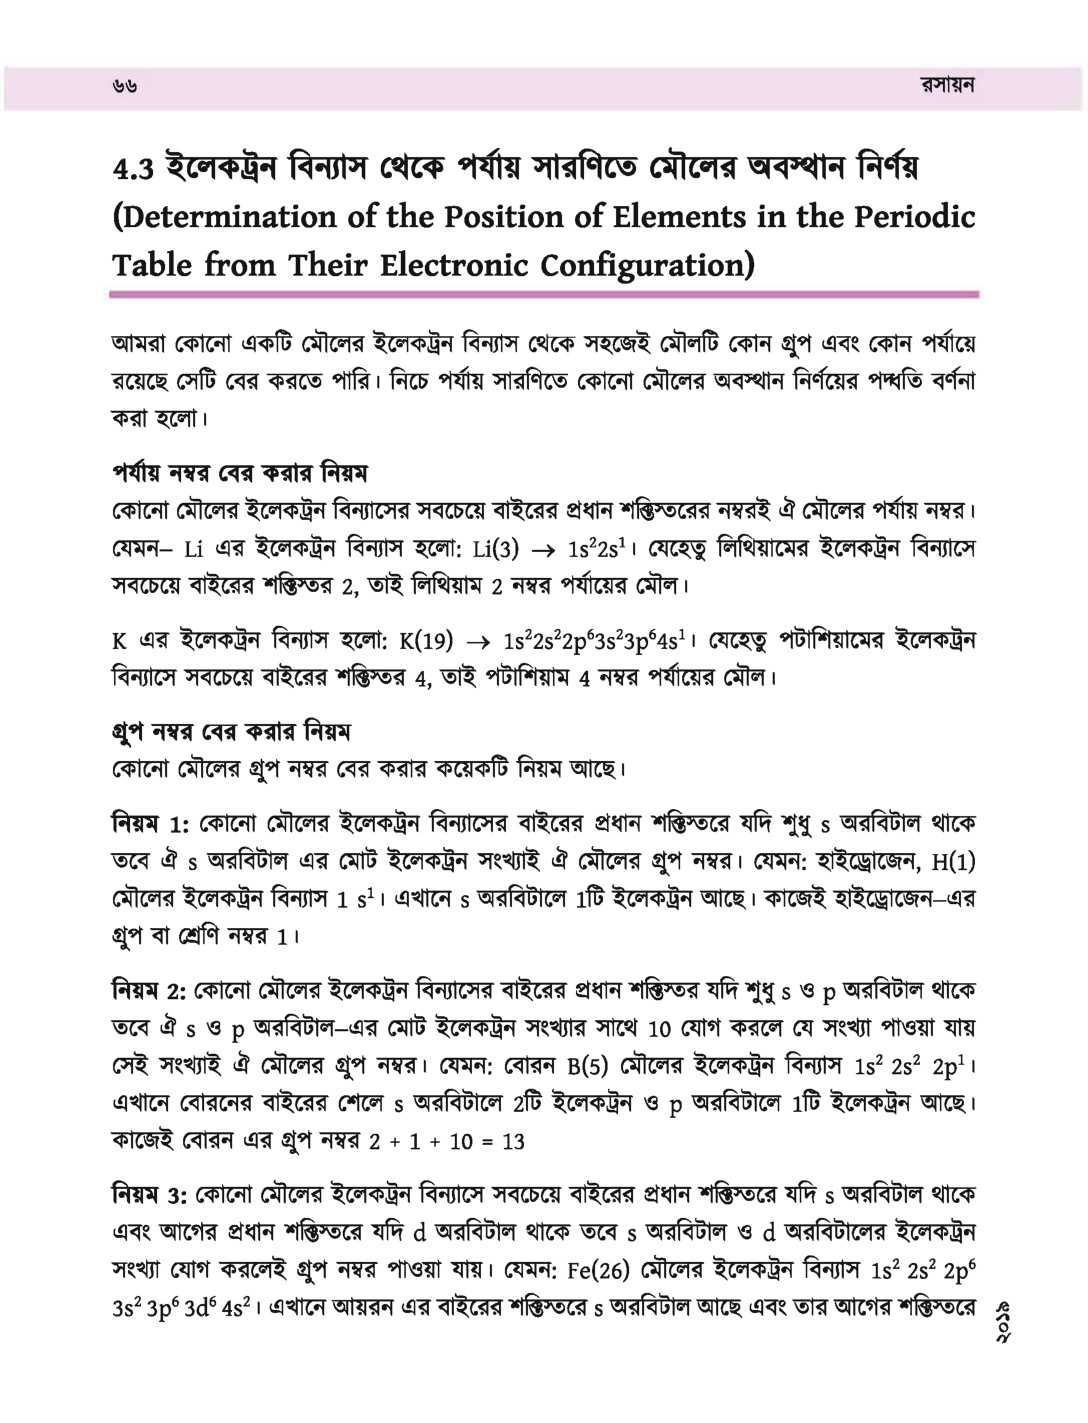 ৬৬
রসায়ন
4.3 ইলেকট্রন বিন্যাস থেকে পর্যায় সারণিতে মৌলের অবস্থান নির্ণয়
(Determination of the Position of Elements in the Periodic
Table from Their Electronic Configuration)
আমরা কোনো একটি মৌলের ইলেকট্রন বিন্যাস থেকে সহজেই মৌলটি কোন গ্রুপ এবং কোন পর্যায়ে
রয়েছে সেটি বের করতে পারি। নিচে পর্যায় সারণিতে কোনো মৌলের অবস্থান নির্ণয়ের পদ্ধতি বর্ণনা
করা হলো।
পর্যায় নম্বর বের করার নিয়ম
কোনো মৌলের ইলেকট্রন বিন্যাসের সবচেয়ে বাইরের প্রধান শক্তিস্তরের নম্বরই ঐ মৌলের পর্যায় নম্বর।
যেমন– Li এর ইলেকট্রন বিন্যাস হলো: Li(3) → 1s²2s¹। যেহেতু লিথিয়ামের ইলেকট্রন বিন্যাসে
সবচেয়ে বাইরের শক্তিস্তর 2, তাই লিথিয়াম 2 নম্বর পর্যায়ের মৌল।
K এর ইলেকট্রন বিন্যাস হলো: K(19) → 1s²2s²2p⁶3s²3p⁶4s¹। যেহেতু পটাশিয়ামের ইলেকট্রন
বিন্যাসে সবচেয়ে বাইরের শক্তিস্তর 4, তাই পটাশিয়াম 4 নম্বর পর্যায়ের মৌল।
গ্রুপ নম্বর বের করার নিয়ম
কোনো মৌলের গ্রুপ নম্বর বের করার কয়েকটি নিয়ম আছে।
নিয়ম 1: কোনো মৌলের ইলেকট্রন বিন্যাসের বাইরের প্রধান শক্তিস্তরে যদি শুধু s অরবিটাল থাকে
তবে ঐ s অরবিটাল এর মোট ইলেকট্রন সংখ্যাই ঐ মৌলের গ্রুপ নম্বর। যেমন: হাইড্রোজেন, H(1)
মৌলের ইলেকট্রন বিন্যাস 1 s¹। এখানে s অরবিটালে 1টি ইলেকট্রন আছে। কাজেই হাইড্রোজেন–এর
গ্রুপ বা শ্রেণি নম্বর 1।
নিয়ম 2: কোনো মৌলের ইলেকট্রন বিন্যাসের বাইরের প্রধান শক্তিস্তর যদি শুধু s ও p অরবিটাল থাকে
তবে ঐ s ও p অরবিটাল–এর মোট ইলেকট্রন সংখ্যার সাথে 10 যোগ করলে যে সংখ্যা পাওয়া যায়
সেই সংখ্যাই ঐ মৌলের গ্রুপ নম্বর। যেমন: বোরন B(5) মৌলের ইলেকট্রন বিন্যাস 1s² 2s² 2p¹।
এখানে বোরনের বাইরের শেলে s অরবিটালে 2টি ইলেকট্রন ও p অরবিটালে 1টি ইলেকট্রন আছে।
কাজেই বোরন এর গ্রুপ নম্বর 2 + 1 + 10 = 13
নিয়ম 3: কোনো মৌলের ইলেকট্রন বিন্যাসে সবচেয়ে বাইরের প্রধান শক্তিস্তরে যদি s অরবিটাল থাকে
এবং আগের প্রধান শক্তিস্তরে যদি d অরবিটাল থাকে তবে s অরবিটাল ও d অরবিটালের ইলেকট্রন
সংখ্যা যোগ করলেই গ্রুপ নম্বর পাওয়া যায়। যেমন: Fe(26) মৌলের ইলেকট্রন বিন্যাস 1s² 2s² 2p⁶
3s² 3p⁶ 3d⁶ 4s²। এখানে আয়রন এর বাইরের শক্তিস্তরে s অরবিটাল আছে এবং তার আগের শক্তিস্তরে
২০১৯